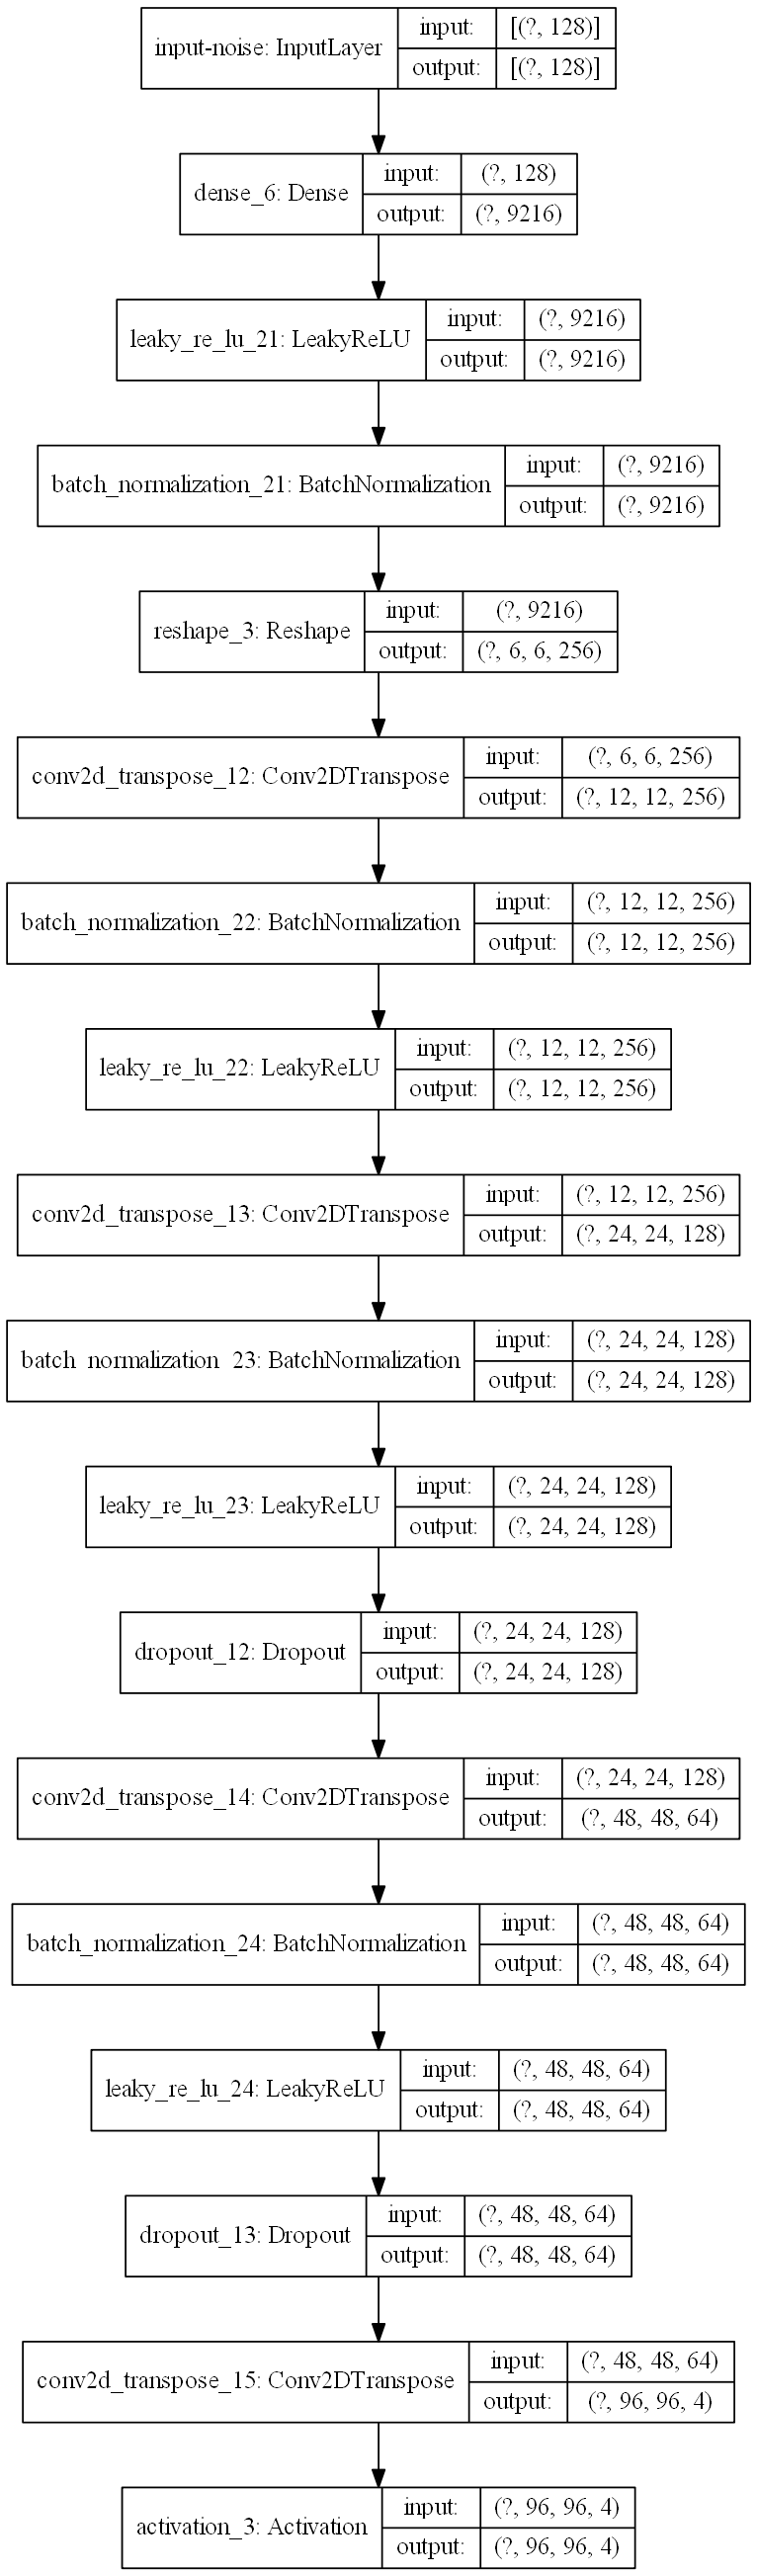 input-noise: InputLayer
input: [(?, 128)]
output: [(?, 128)]
dense_6: Dense
input: (?, 128)
output: (?, 9216)
leaky_re_lu_21: LeakyReLU
input: (?, 9216)
output: (?, 9216)
batch_normalization_21: BatchNormalization
input: (?, 9216)
output: (?, 9216)
reshape_3: Reshape
input: (?, 9216)
output: (?, 6, 6, 256)
conv2d_transpose_12: Conv2DTranspose
input: (?, 6, 6, 256)
output: (?, 12, 12, 256)
batch_normalization_22: BatchNormalization
input: (?, 12, 12, 256)
output: (?, 12, 12, 256)
leaky_re_lu_22: LeakyReLU
input: (?, 12, 12, 256)
output: (?, 12, 12, 256)
conv2d_transpose_13: Conv2DTranspose
input: (?, 12, 12, 256)
output: (?, 24, 24, 128)
batch_normalization_23: BatchNormalization
input: (?, 24, 24, 128)
output: (?, 24, 24, 128)
leaky_re_lu_23: LeakyReLU
input: (?, 24, 24, 128)
output: (?, 24, 24, 128)
dropout_12: Dropout
input: (?, 24, 24, 128)
output: (?, 24, 24, 128)
conv2d_transpose_14: Conv2DTranspose
input: (?, 24, 24, 128)
output: (?, 48, 48, 64)
batch_normalization_24: BatchNormalization
input: (?, 48, 48, 64)
output: (?, 48, 48, 64)
leaky_re_lu_24: LeakyReLU
input: (?, 48, 48, 64)
output: (?, 48, 48, 64)
dropout_13: Dropout
input: (?, 48, 48, 64)
output: (?, 48, 48, 64)
conv2d_transpose_15: Conv2DTranspose
input: (?, 48, 48, 64)
output: (?, 96, 96, 4)
activation_3: Activation
input: (?, 96, 96, 4)
output: (?, 96, 96, 4)